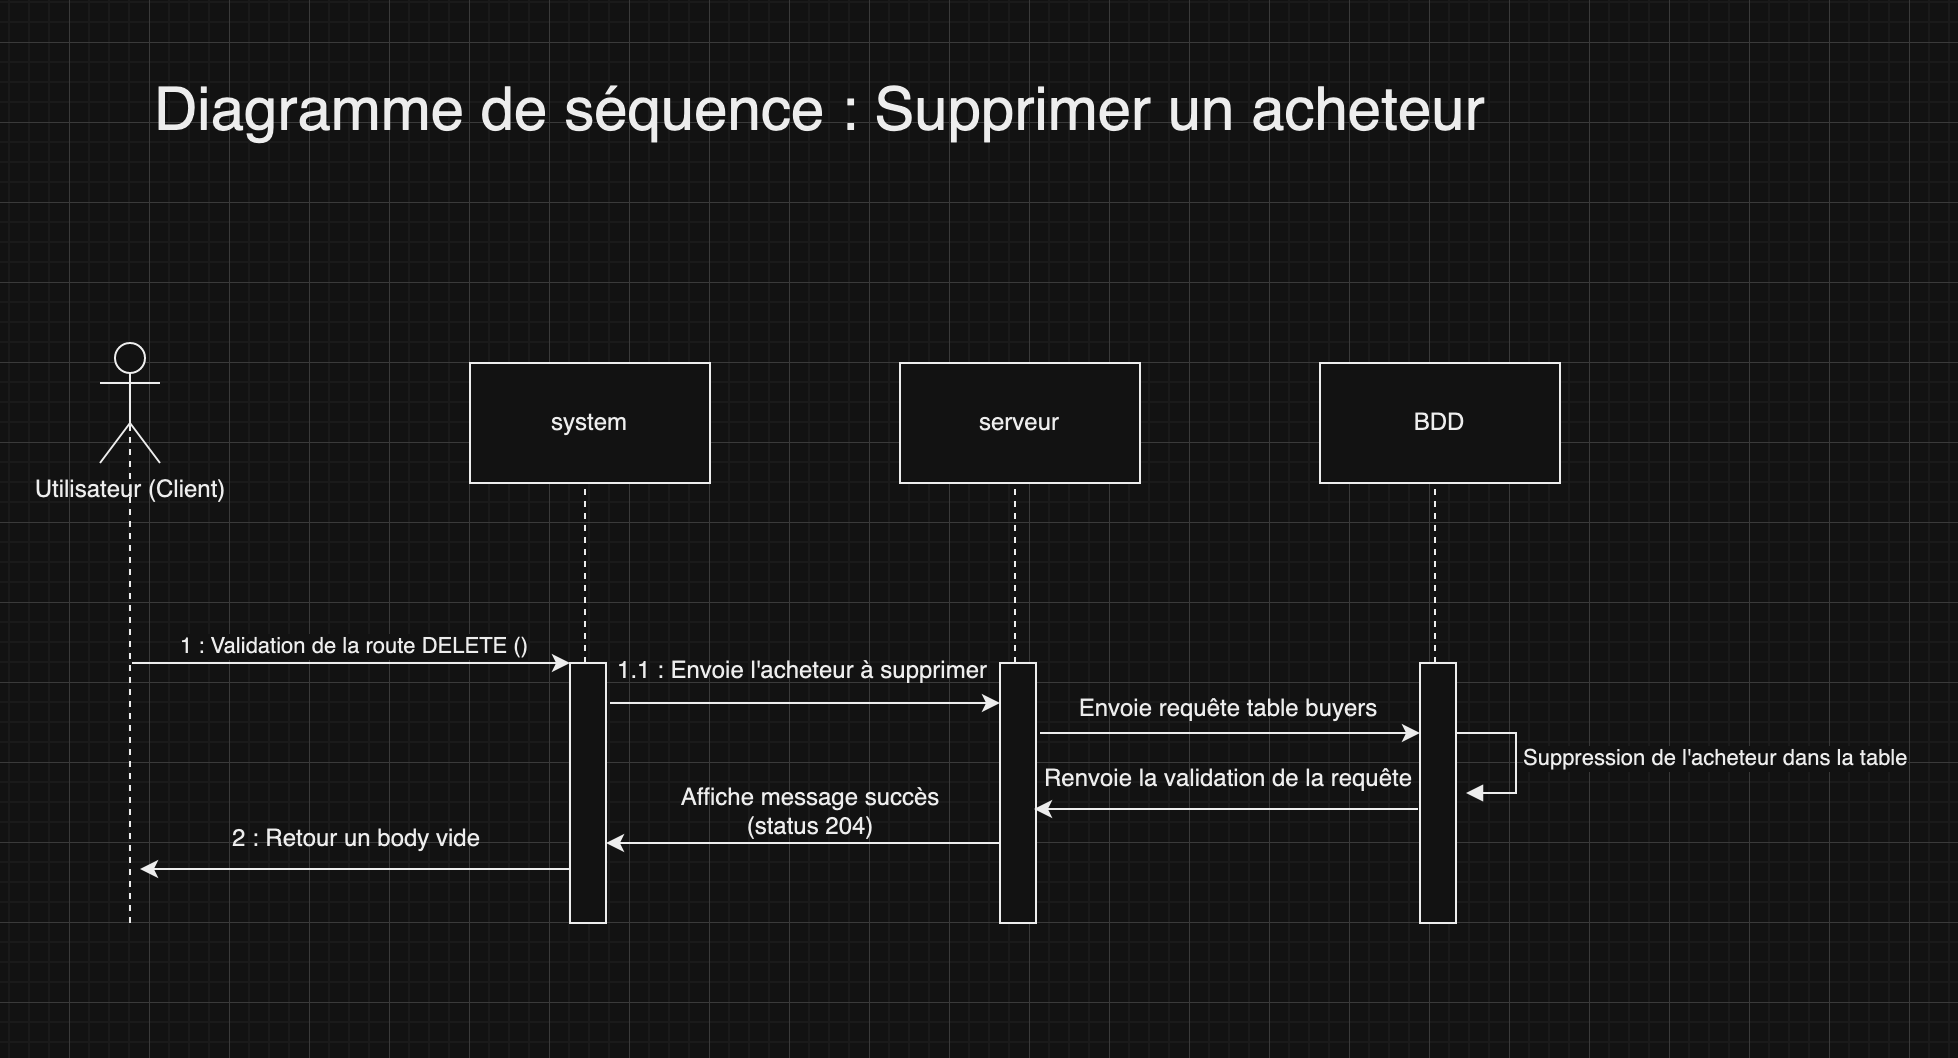 Diagramme de séquence : Supprimer un acheteur
Utilisateur (Client)
system
serveur
BDD
1 : Validation de la route DELETE ()
1.1 : Envoie l'acheteur à supprimer
Envoie requête table buyers
Suppression de l'acheteur dans la table
Renvoie la validation de la requête
Affiche message succès
(status 204)
2 : Retour un body vide